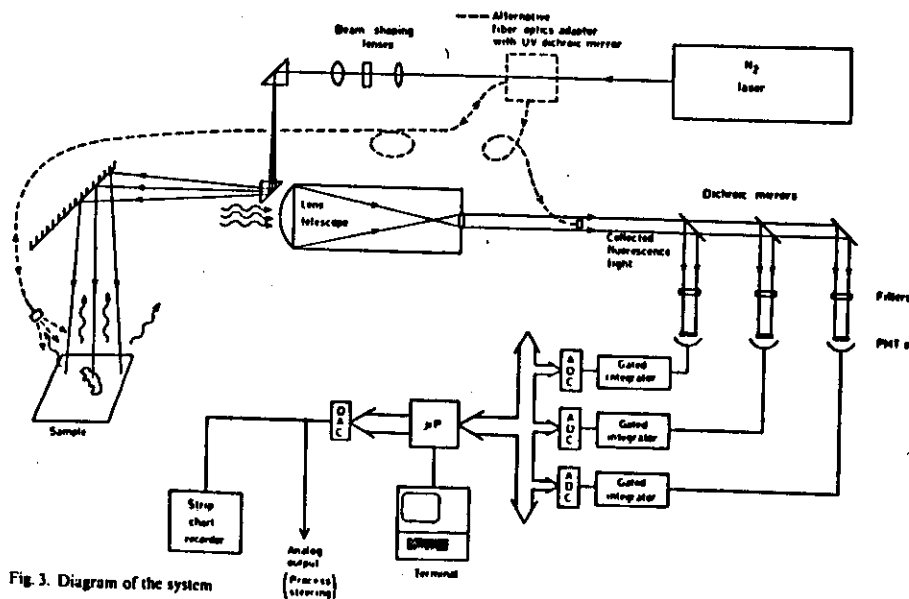 Alternative
fiber optics adaptor
with UV dichroic mirror
Beam shaping
lenses
N2
laser
Lens
telescope
Dichroic mirrors
Collected
fluorescence
light
Filters
PMT s
Sample
ADC
Gated
integrator
ADC
Gated
integrator
ADC
Gated
integrator
μP
DAC
Strip
chart
recorder
Analog
output
(Process
steering)
Terminal
Fig. 3. Diagram of the system